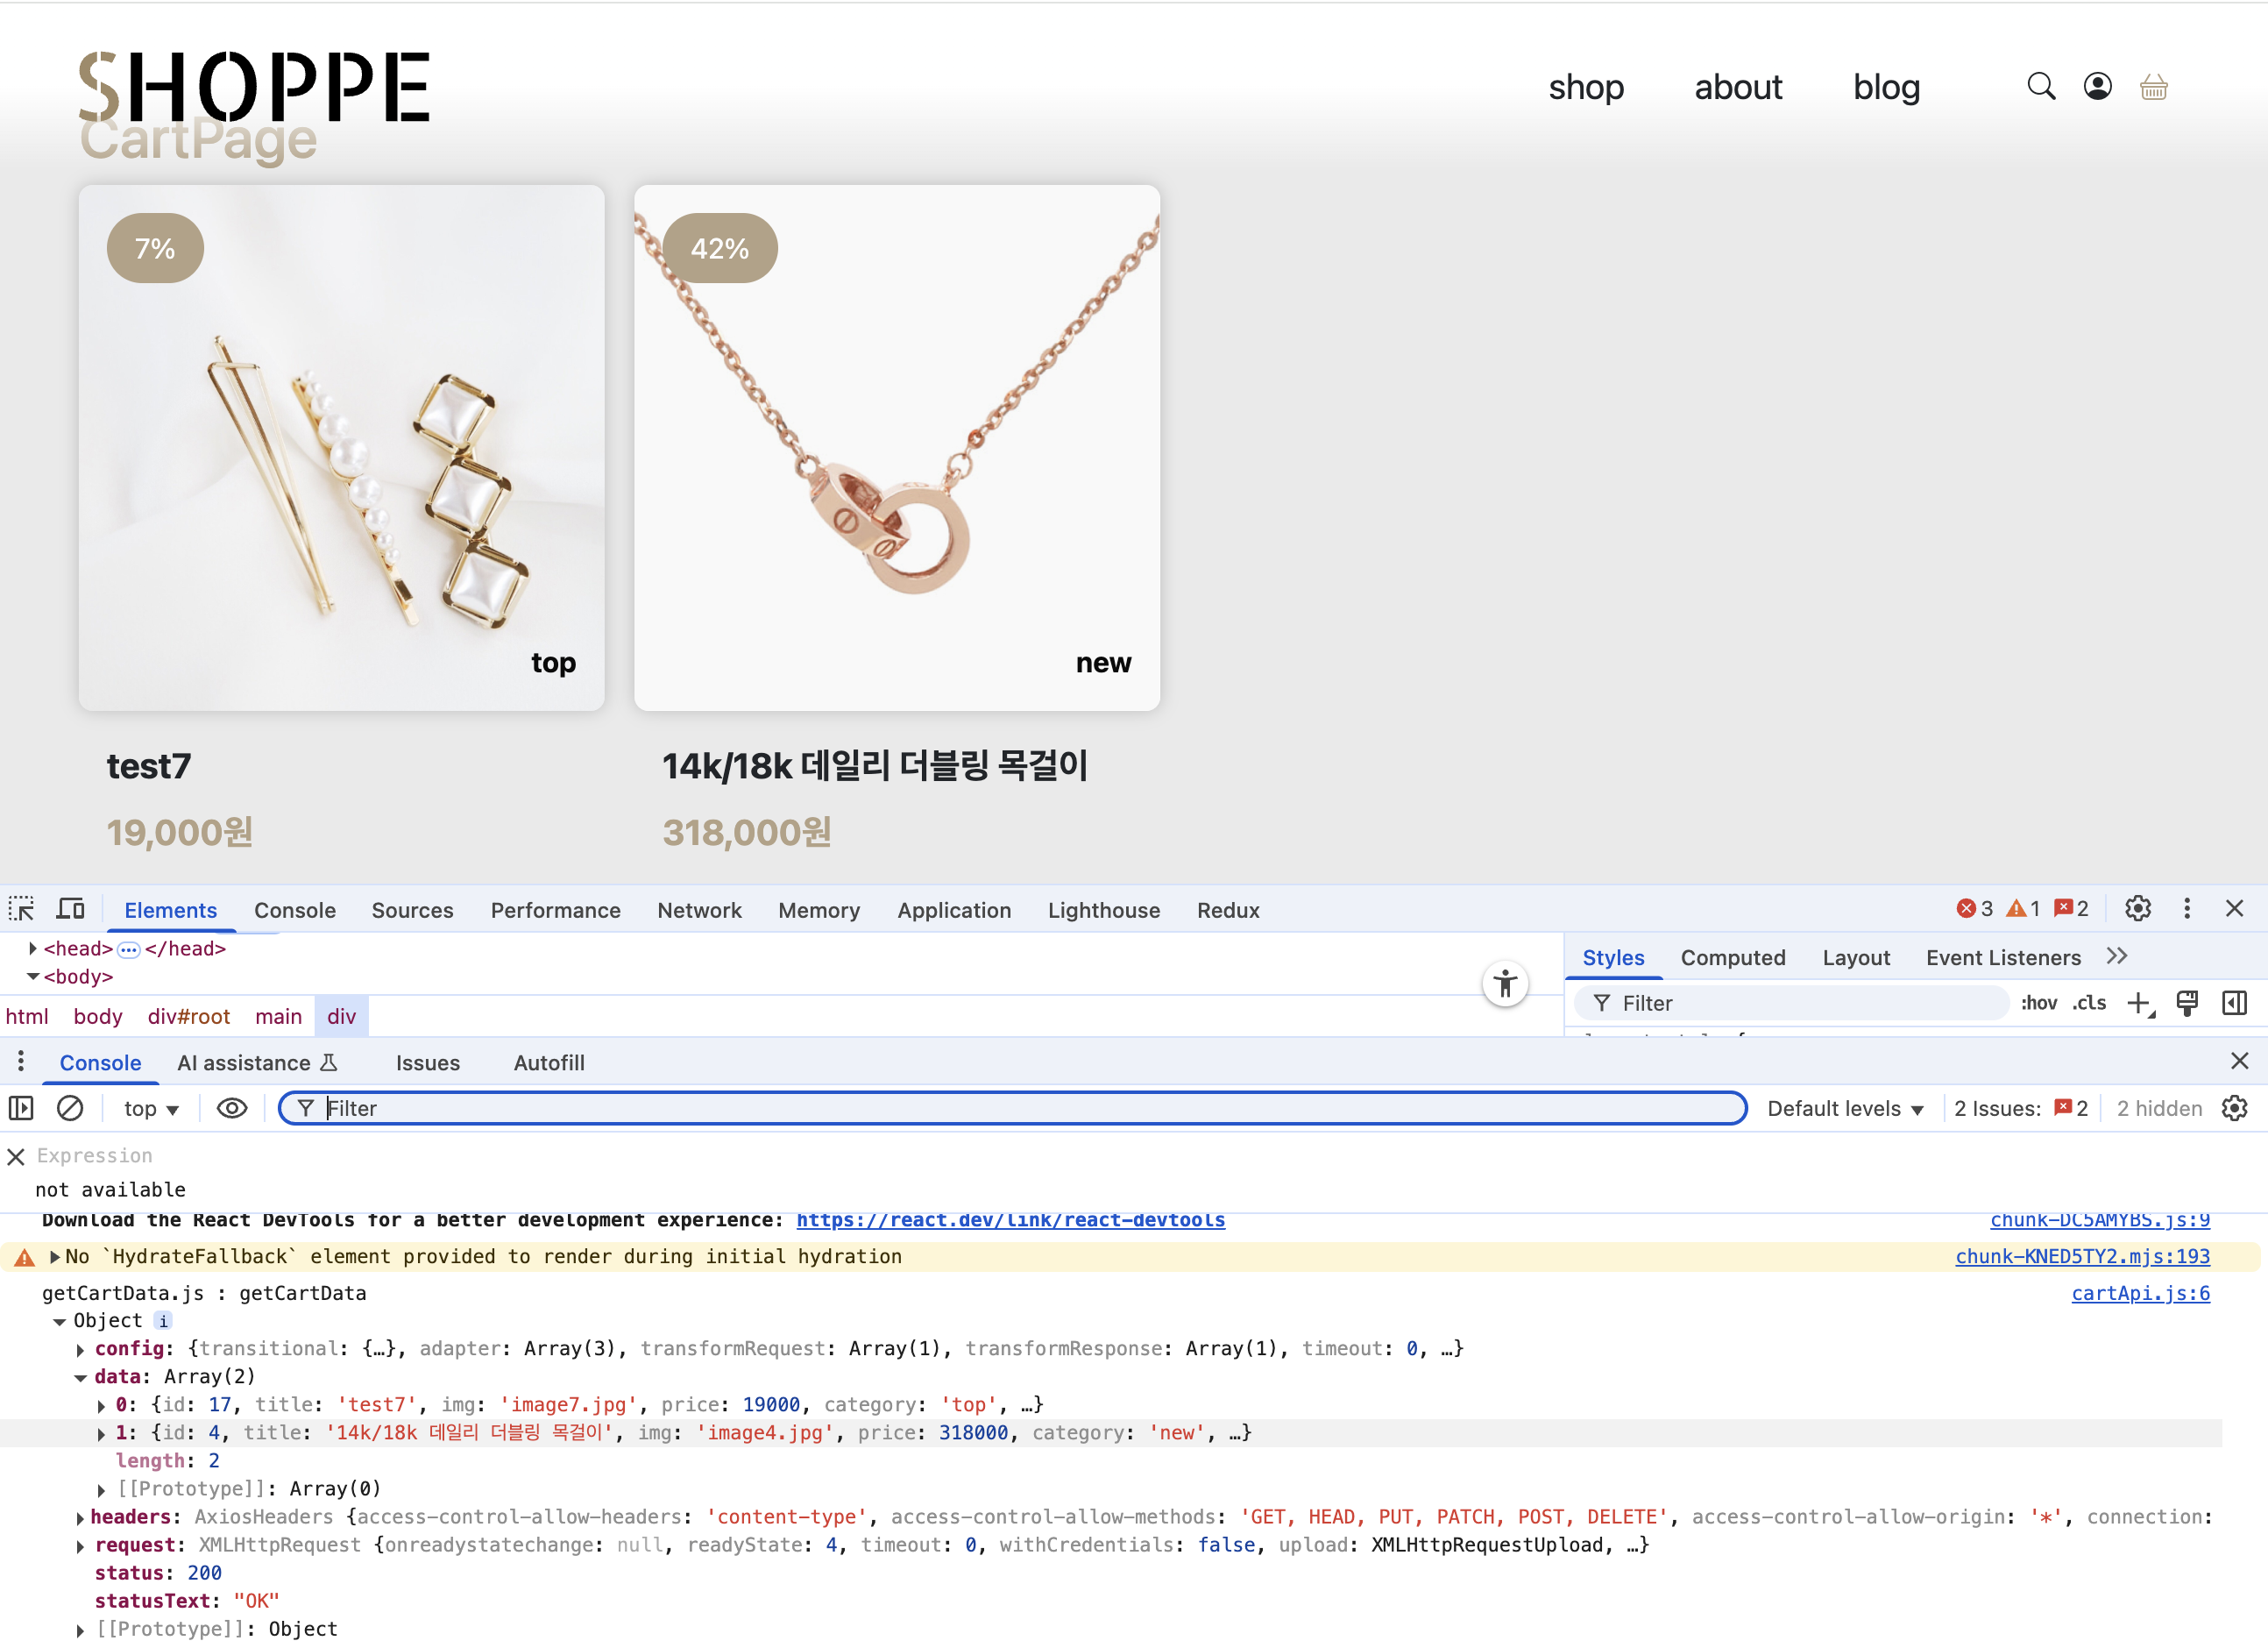 SHOPPE
shop about blog
CartPage
7%
42%
top
new
test7
14k/18k 데일리 더블링 목걸이
19,000원
318,000원
Elements Console Sources Performance Network Memory Application Lighthouse Redux 3 1 2
<head> ... </head>
<body>
html body div#root main div
Styles Computed Layout Event Listeners
Filter :hov .cls
Console AI assistance Issues Autofill
top Filter Default levels 2 Issues: 2 2 hidden
Expression
not available
Download the React DevTools for a better development experience: https://react.dev/link/react-devtools chunk-DC5AMYBS.js:9
No `HydrateFallback` element provided to render during initial hydration chunk-KNED5TY2.mjs:193
getCartData.js : getCartData cartApi.js:6
Object i
config: {transitional: {…}, adapter: Array(3), transformRequest: Array(1), transformResponse: Array(1), timeout: 0, …}
data: Array(2)
0: {id: 17, title: 'test7', img: 'image7.jpg', price: 19000, category: 'top', …}
1: {id: 4, title: '14k/18k 데일리 더블링 목걸이', img: 'image4.jpg', price: 318000, category: 'new', …}
length: 2
[[Prototype]]: Array(0)
headers: AxiosHeaders {access-control-allow-headers: 'content-type', access-control-allow-methods: 'GET, HEAD, PUT, PATCH, POST, DELETE', access-control-allow-origin: '*', connection:
request: XMLHttpRequest {onreadystatechange: null, readyState: 4, timeout: 0, withCredentials: false, upload: XMLHttpRequestUpload, …}
status: 200
statusText: "OK"
[[Prototype]]: Object